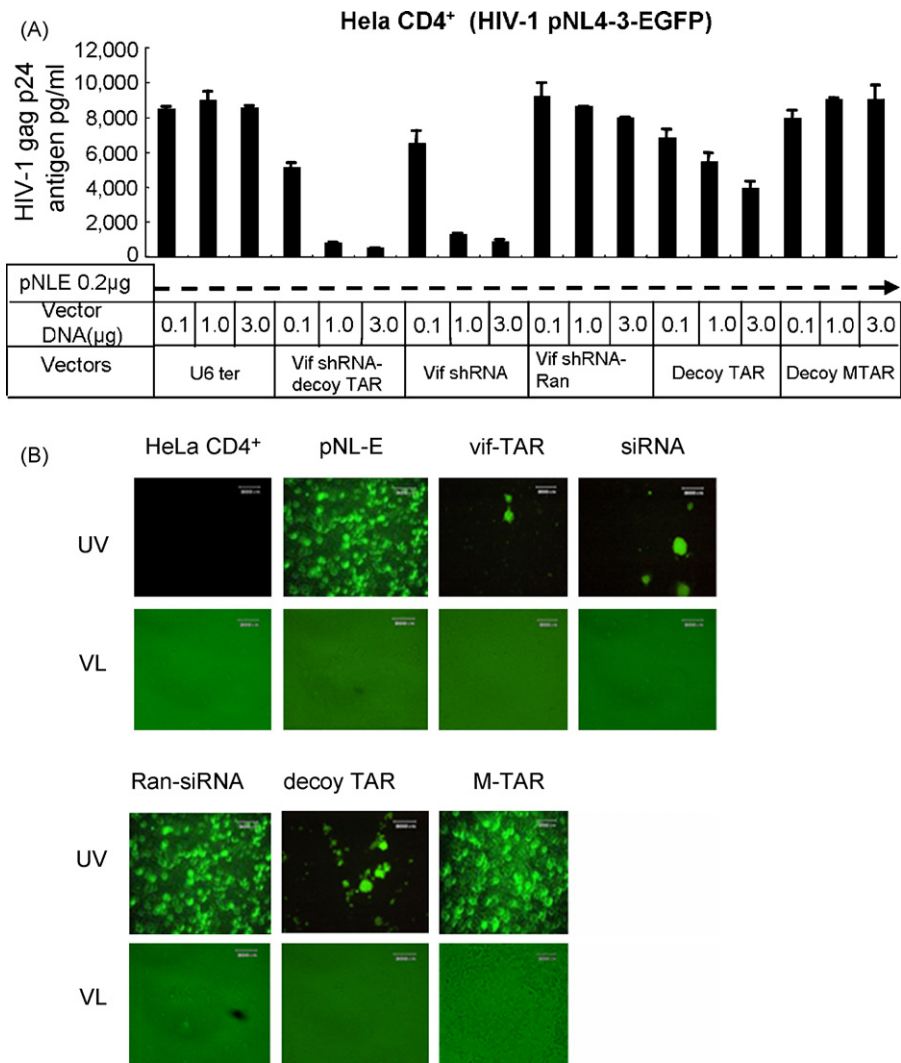 (A)
Hela CD4⁺ (HIV-1 pNL4-3-EGFP)
HIV-1 gag p24
antigen pg/ml
12,000
10,000
8,000
6,000
4,000
2,000
0
pNLE 0.2µg
Vector
DNA(µg)
0.1 1.0 3.0 0.1 1.0 3.0 0.1 1.0 3.0 0.1 1.0 3.0 0.1 1.0 3.0 0.1 1.0 3.0
Vectors
U6 ter
Vif shRNA-
decoy TAR
Vif shRNA
Vif shRNA-
Ran
Decoy TAR
Decoy MTAR
(B)
HeLa CD4⁺ pNL-E vif-TAR siRNA
UV
VL
Ran-siRNA decoy TAR M-TAR
UV
VL